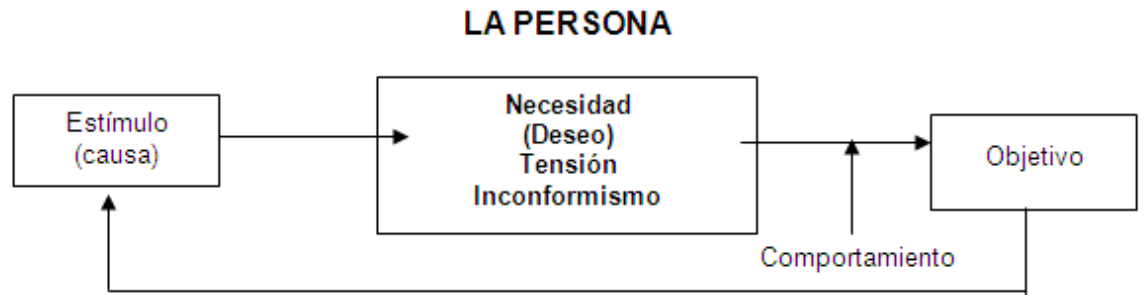 LA PERSONA
Estímulo
(causa)
Necesidad
(Deseo)
Tensión
Inconformismo
Objetivo
Comportamiento